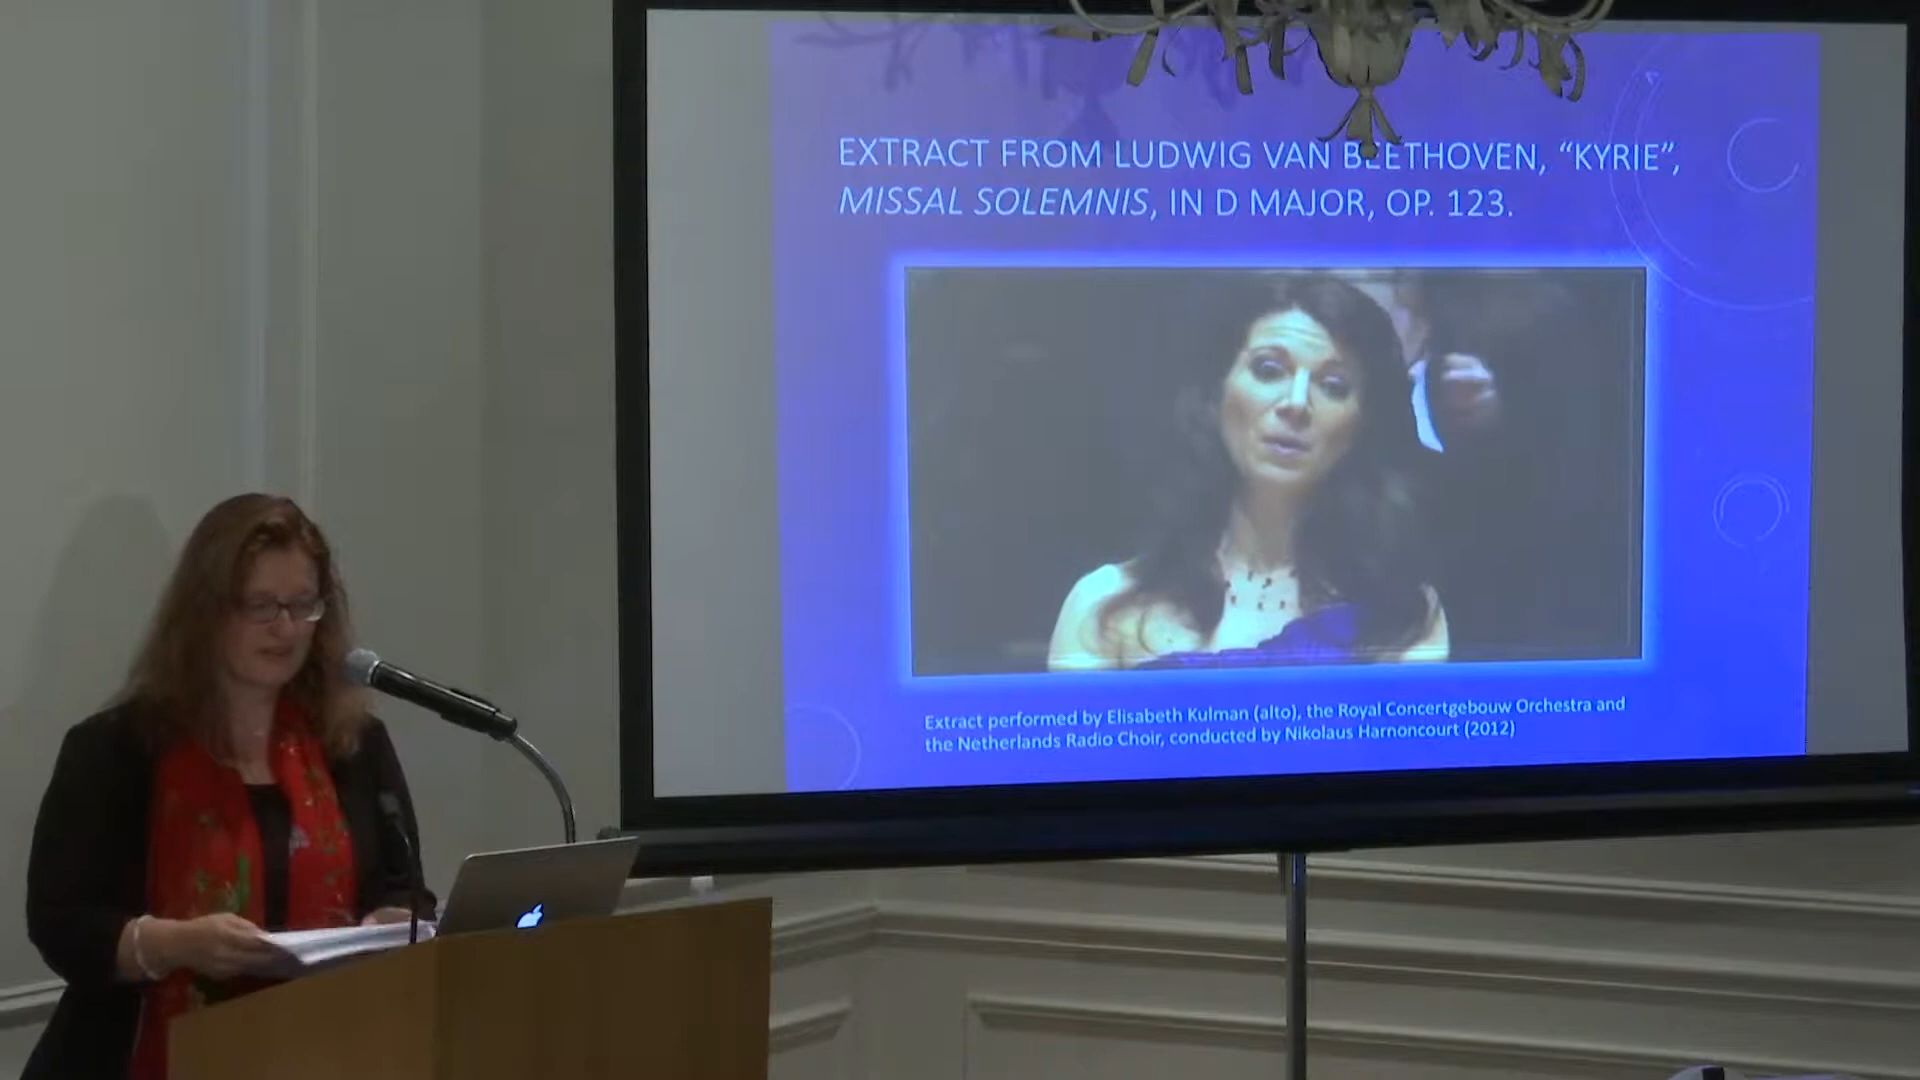 EXTRACT FROM LUDWIG VAN BEETHOVEN, “KYRIE”,
MISSAL SOLEMNIS, IN D MAJOR, OP. 123.
Extract performed by Elisabeth Kulman (alto), the Royal Concertgebouw Orchestra and
the Netherlands Radio Choir, conducted by Nikolaus Harnoncourt (2012)